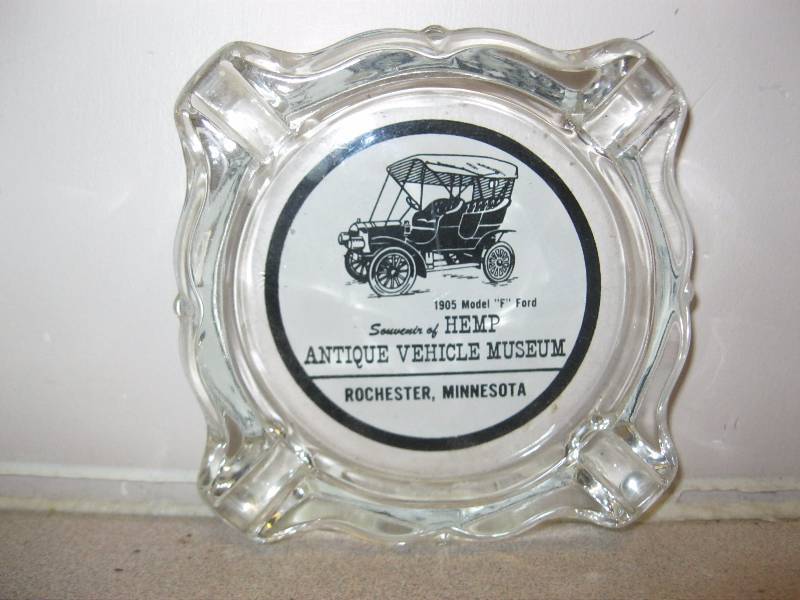 1905 Model "F" Ford
Souvenir of HEMP
ANTIQUE VEHICLE MUSEUM
ROCHESTER, MINNESOTA